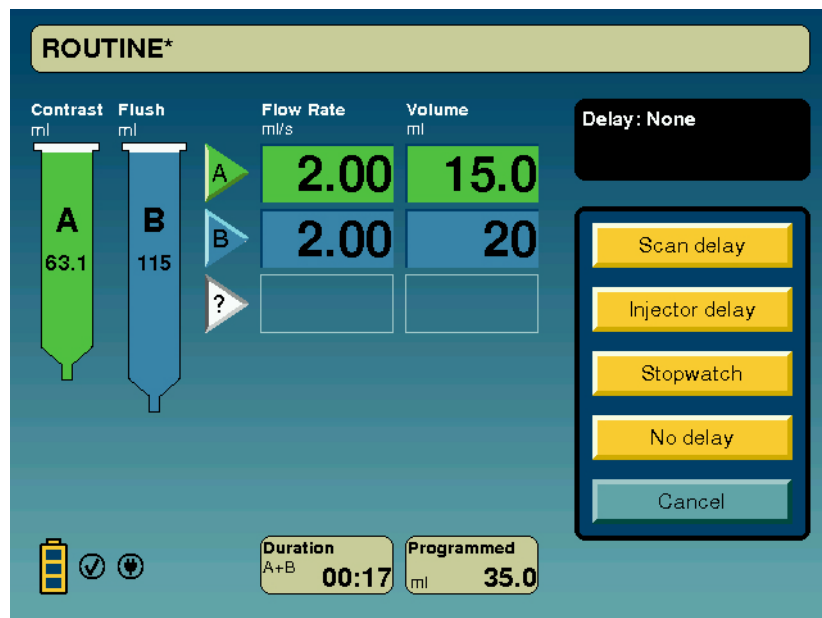 ROUTINE*
Contrast Flush Flow Rate Volume
ml ml ml/s ml
Delay: None
A 2.00 15.0
A B
63.1 115
B 2.00 20
?
Scan delay
Injector delay
Stopwatch
No delay
Cancel
Duration
A+B 00:17
Programmed
ml 35.0